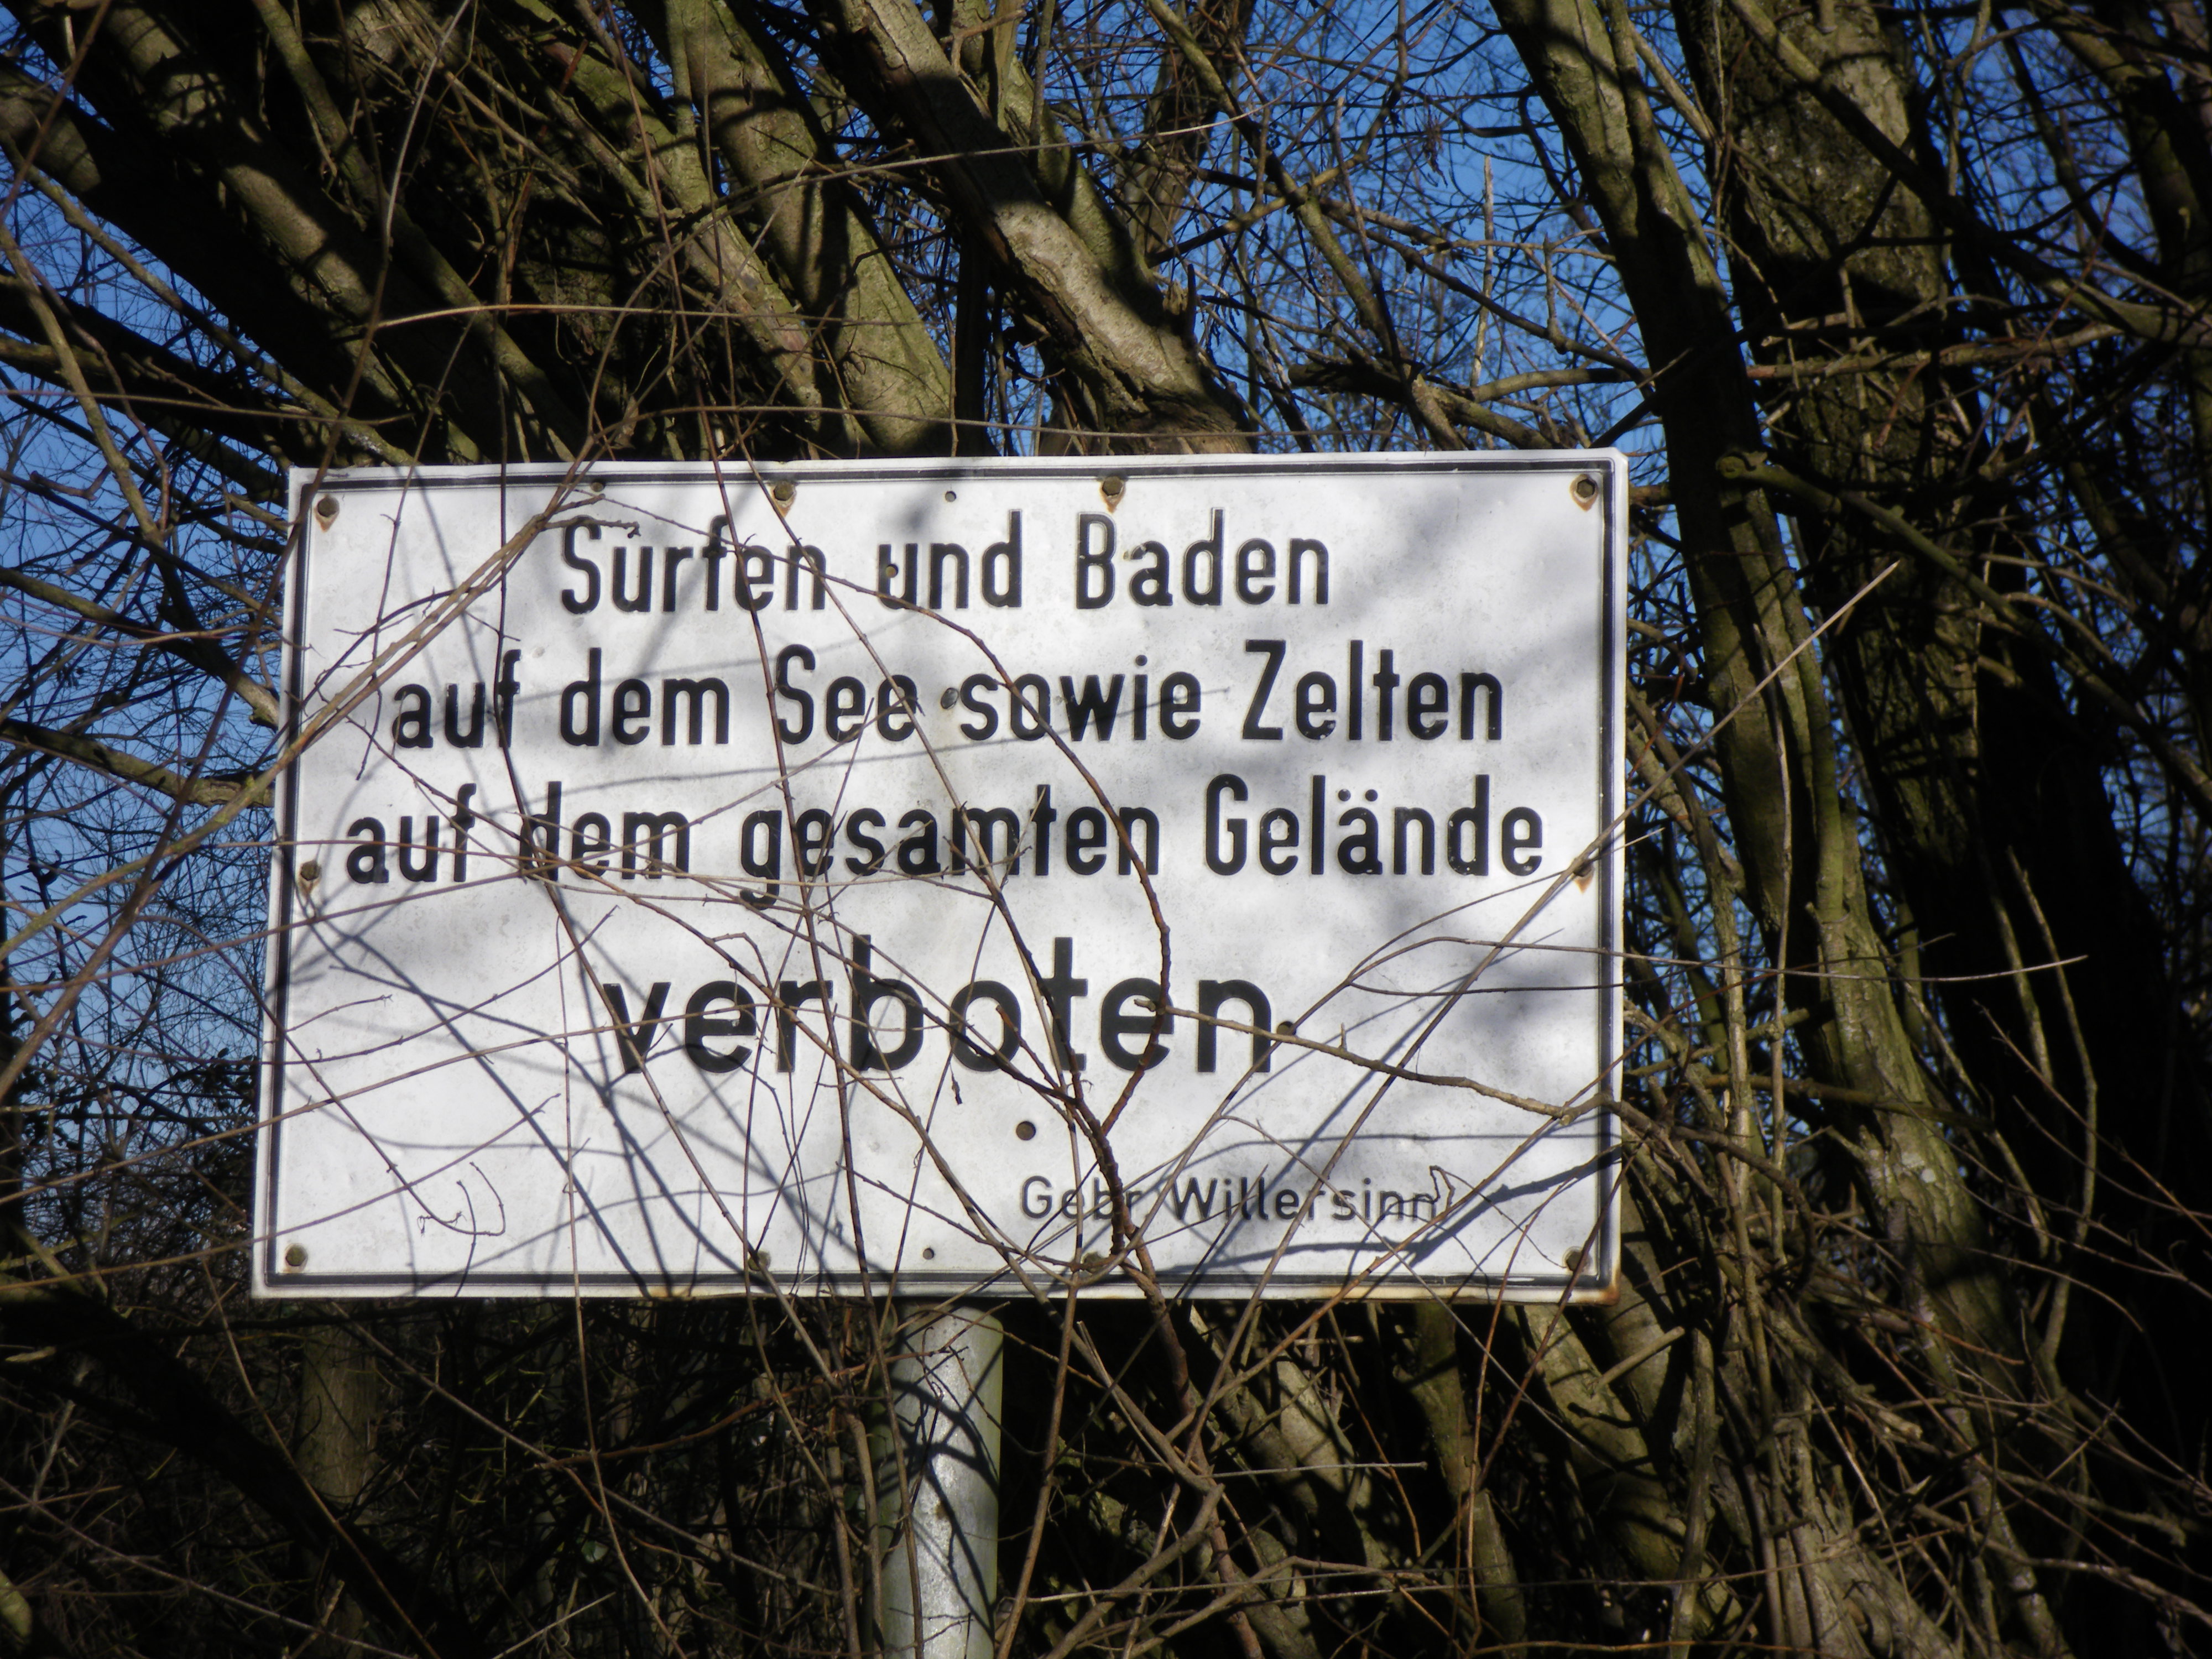 Surfen und Baden
auf dem See sowie Zelten
auf dem gesamten Gelände
verboten
Gebr Willersinn